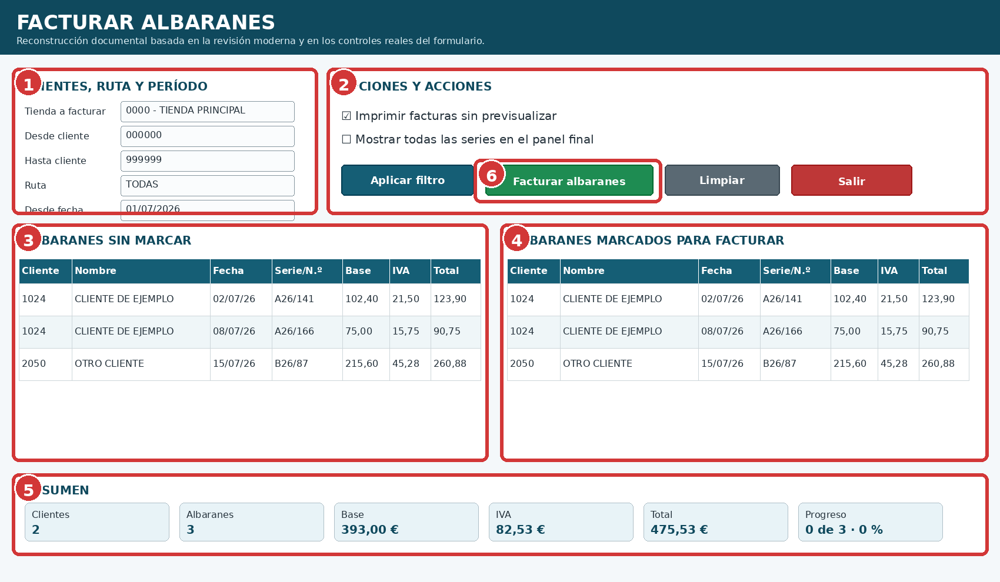 FACTURAR ALBARANES
Reconstrucción documental basada en la revisión moderna y en los controles reales del formulario.
1 IENTES, RUTA Y PERÍODO
Tienda a facturar 0000 - TIENDA PRINCIPAL
Desde cliente 000000
Hasta cliente 999999
Ruta TODAS
Desde fecha 01/07/2026
2 CIONES Y ACCIONES
☑ Imprimir facturas sin previsualizar
☐ Mostrar todas las series en el panel final
Aplicar filtro 6 Facturar albaranes Limpiar Salir
3 BARANES SIN MARCAR
Cliente Nombre Fecha Serie/N.º Base IVA Total
1024 CLIENTE DE EJEMPLO 02/07/26 A26/141 102,40 21,50 123,90
1024 CLIENTE DE EJEMPLO 08/07/26 A26/166 75,00 15,75 90,75
2050 OTRO CLIENTE 15/07/26 B26/87 215,60 45,28 260,88
4 BARANES MARCADOS PARA FACTURAR
Cliente Nombre Fecha Serie/N.º Base IVA Total
1024 CLIENTE DE EJEMPLO 02/07/26 A26/141 102,40 21,50 123,90
1024 CLIENTE DE EJEMPLO 08/07/26 A26/166 75,00 15,75 90,75
2050 OTRO CLIENTE 15/07/26 B26/87 215,60 45,28 260,88
5 SUMEN
Clientes Albaranes Base IVA Total Progreso
2 3 393,00 € 82,53 € 475,53 € 0 de 3 · 0 %